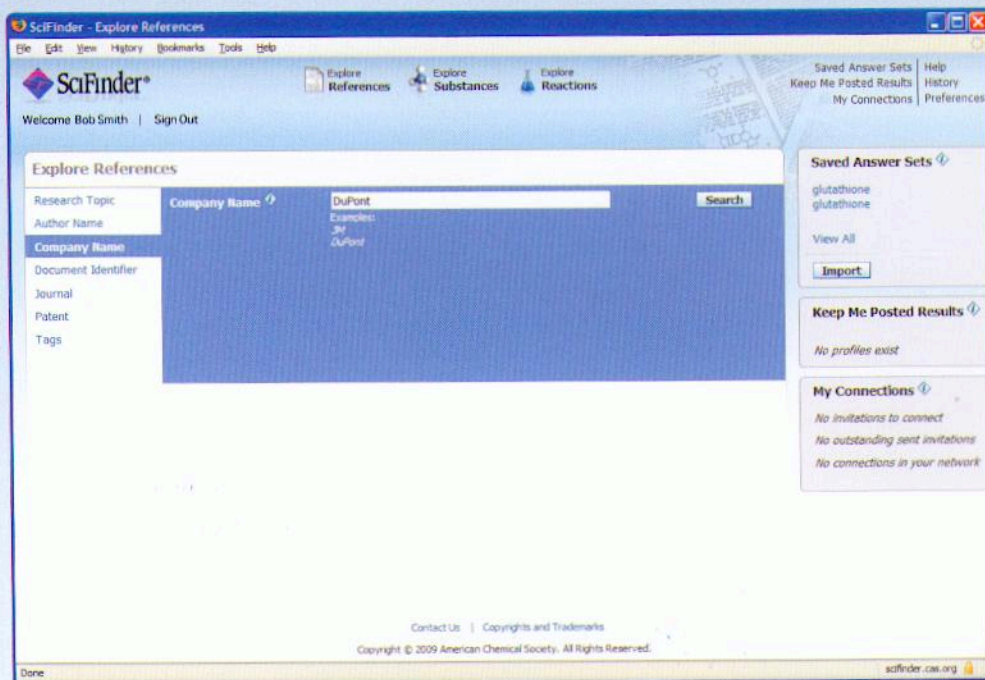 SciFinder - Explore References
File Edit View History Bookmarks Tools Help
SciFinder®
Explore References
Explore Substances
Explore Reactions
Saved Answer Sets | Help
Keep Me Posted Results | History
My Connections | Preferences
Welcome Bob Smith | Sign Out
Explore References
Research Topic
Author Name
Company Name
Document Identifier
Journal
Patent
Tags
Company Name
DuPont
Search
Examples:
3M
DuPont
Saved Answer Sets
glutathione
glutathione
View All
Import
Keep Me Posted Results
No profiles exist
My Connections
No invitations to connect
No outstanding sent invitations
No connections in your network
Contact Us | Copyrights and Trademarks
Copyright © 2009 American Chemical Society. All Rights Reserved.
Done
scifinder.cas.org